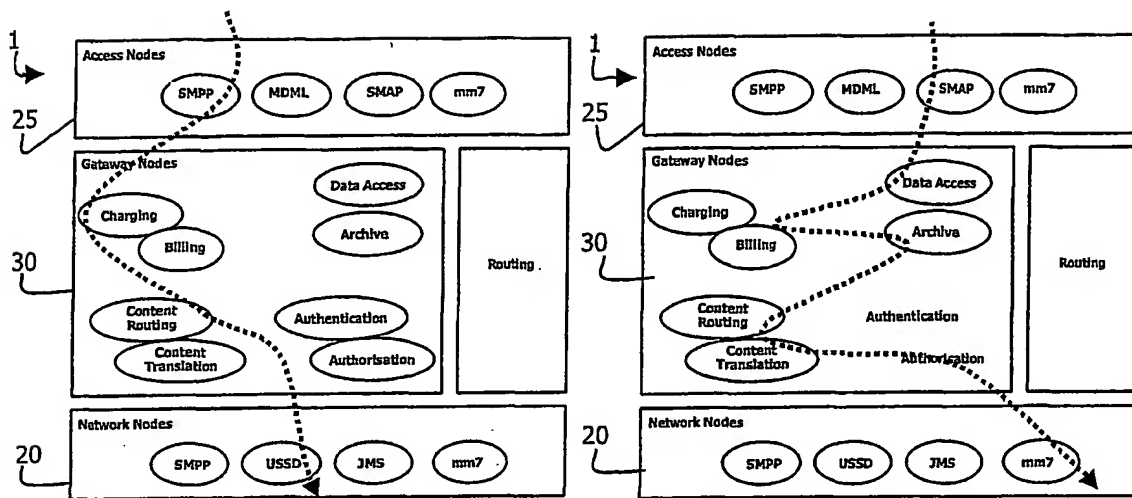 1
Access Nodes
SMPP MDML SMAP mm7
25
Gateway Nodes
Data Access
Charging
Archive
Billing
30
Routing
Content
Routing
Authentication
Content
Translation
Authorisation
Network Nodes
20
SMPP USSD JMS mm7
1
Access Nodes
SMPP MDML SMAP mm7
25
Gateway Nodes
Data Access
Charging
Archive
Billing
30
Routing
Content
Routing
Authentication
Content
Translation
Authorisation
Network Nodes
20
SMPP USSD JMS mm7